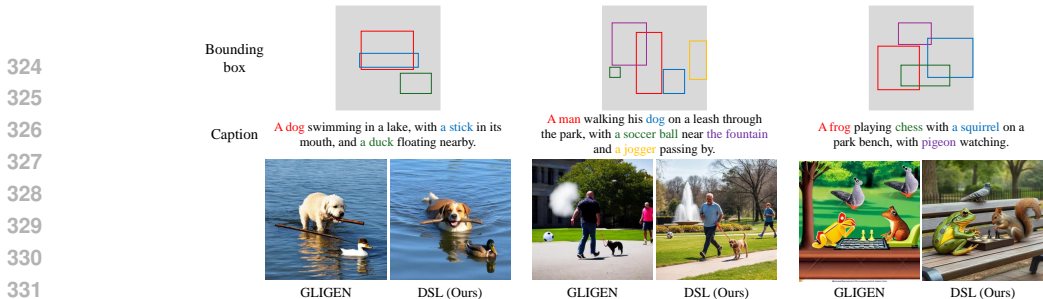 324
325
326
327
328
329
330
331
Bounding
box
Caption
A dog swimming in a lake, with a stick in its
mouth, and a duck floating nearby.
A man walking his dog on a leash through
the park, with a soccer ball near the fountain
and a jogger passing by.
A frog playing chess with a squirrel on a
park bench, with pigeon watching.
GLIGEN
DSL (Ours)
GLIGEN
DSL (Ours)
GLIGEN
DSL (Ours)